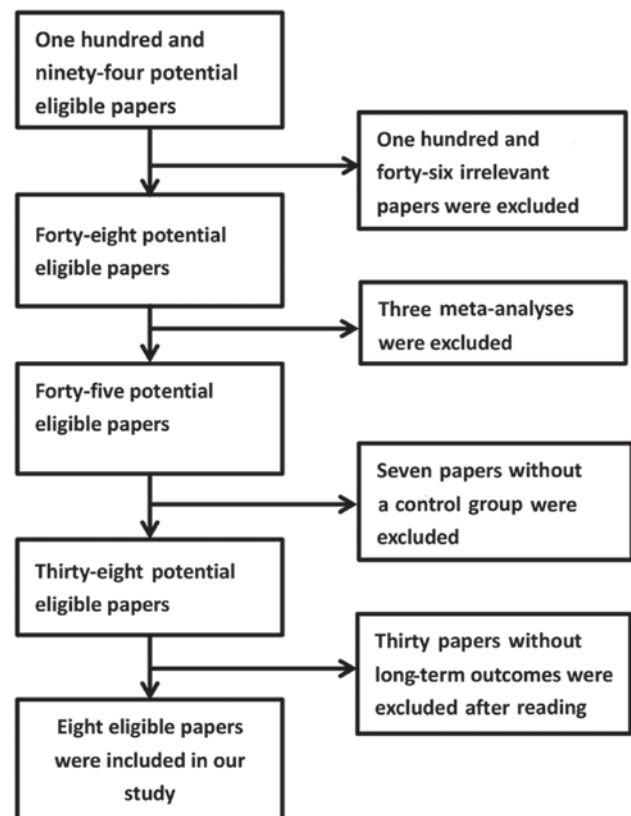 One hundred and
ninety-four potential
eligible papers
One hundred and
forty-six irrelevant
papers were excluded
Forty-eight potential
eligible papers
Three meta-analyses
were excluded
Forty-five potential
eligible papers
Seven papers without
a control group were
excluded
Thirty-eight potential
eligible papers
Thirty papers without
long-term outcomes were
excluded after reading
Eight eligible papers
were included in our
study